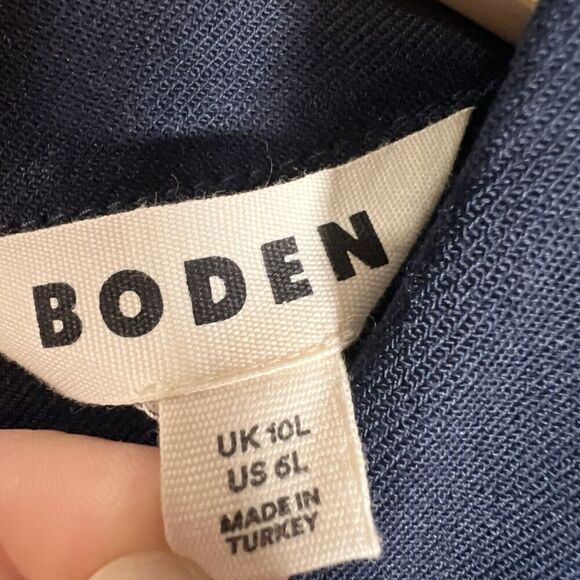 BODEN
UK 10L
US 6L
MADE IN
TURKEY